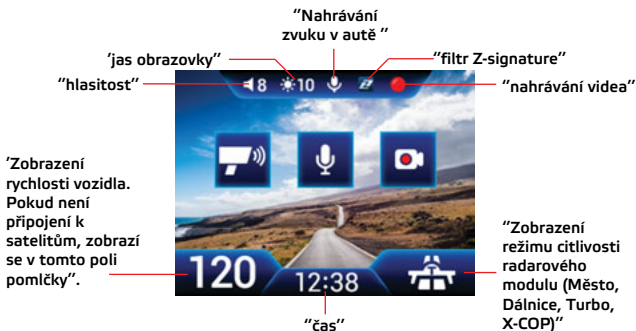 "Nahrávání
zvuku v autě "
'jas obrazovky"
"filtr Z-signature"
"hlasitost"
"nahrávání videa"
8
10
'Zobrazení
rychlosti vozidla.
Pokud není
připojení k
satelitům, zobrazí
se v tomto poli
pomlčky".
"Zobrazení
režimu citlivosti
radarového
modulu (Město,
Dálnice, Turbo,
X-COP)"
120
12:38
"čas"